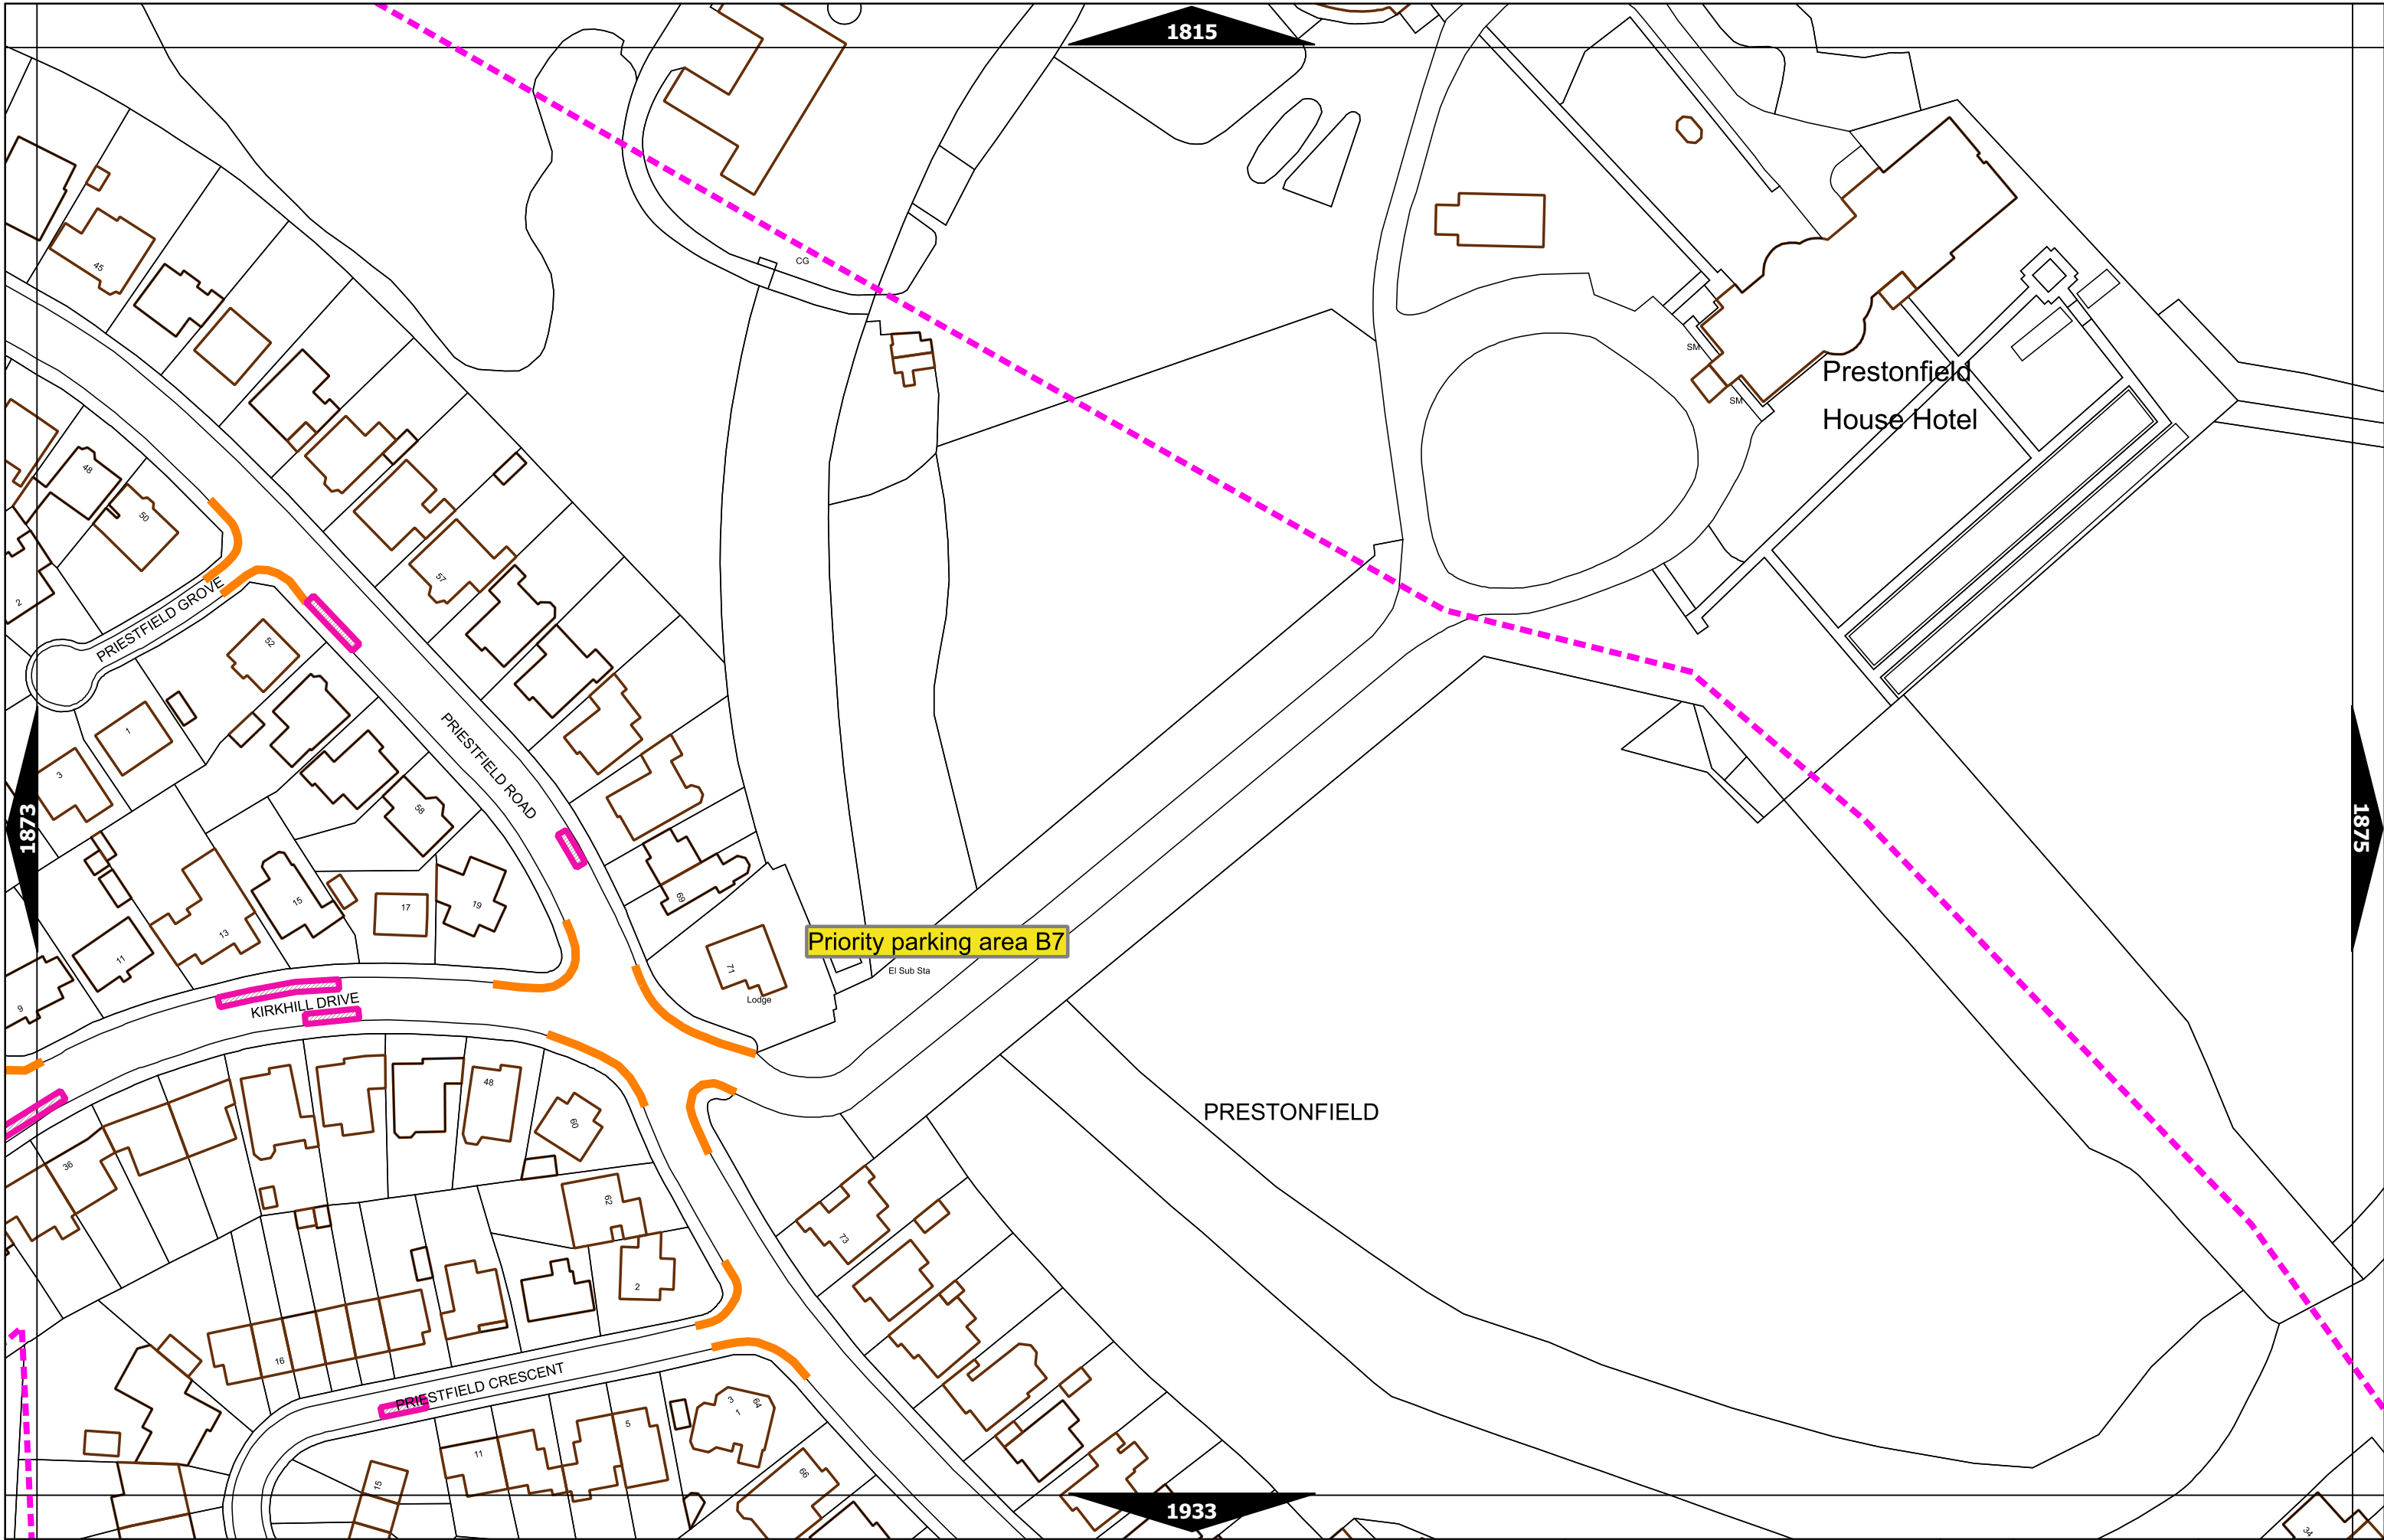 1815
CG
45
SM
Prestonfield
SM
House Hotel
48
50
57
2
PRIESTFIELD GROVE
52
PRIESTFIELD ROAD
1
3
58
1873
1875
15
17
19
69
13
Priority parking area B7
11
71
El Sub Sta
9
Lodge
KIRKHILL DRIVE
48
PRESTONFIELD
60
36
62
73
2
16
PRIESTFIELD CRESCENT
3
1
64
5
11
15
66
1933
34